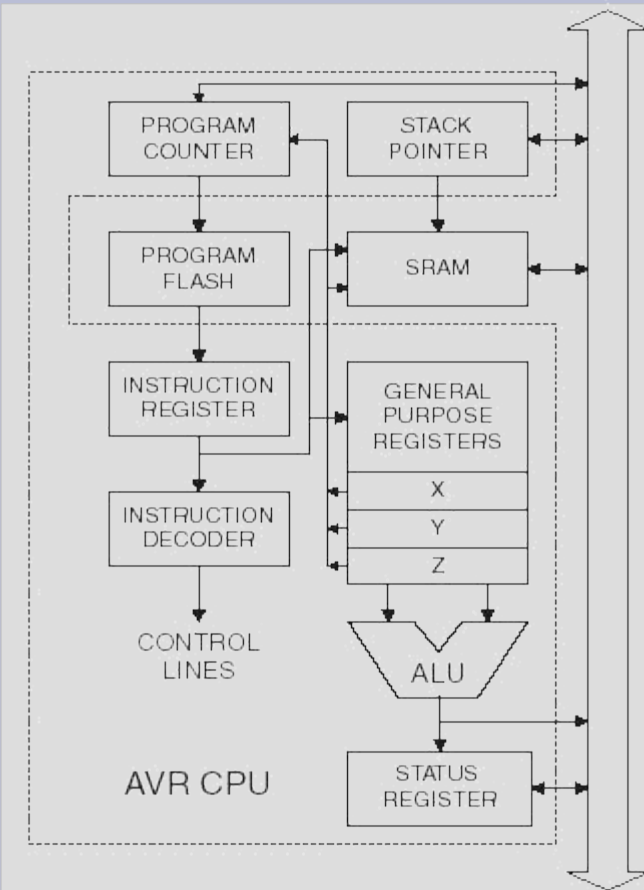 PROGRAM
COUNTER
STACK
POINTER
PROGRAM
FLASH
SRAM
INSTRUCTION
REGISTER
GENERAL
PURPOSE
REGISTERS
X
Y
Z
INSTRUCTION
DECODER
CONTROL
LINES
ALU
STATUS
REGISTER
AVR CPU